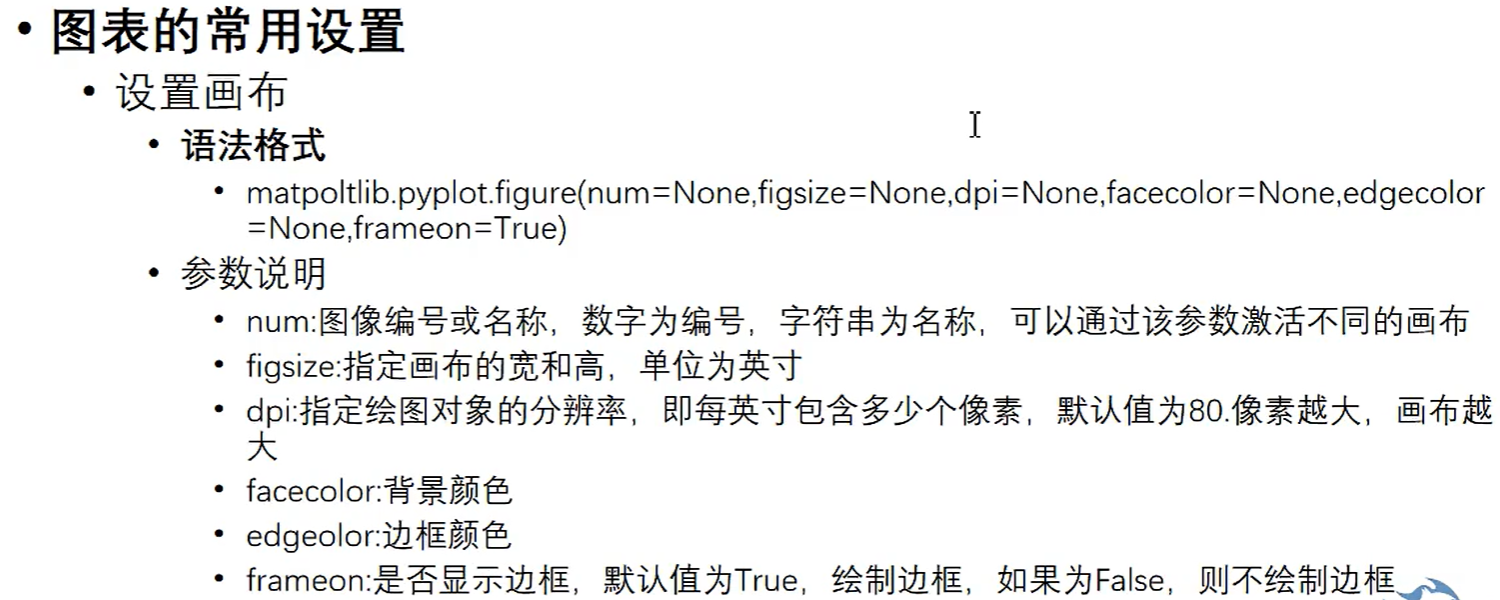 • 图表的常用设置
• 设置画布
• 语法格式
• matpoltlib.pyplot.figure(num=None,figsize=None,dpi=None,facecolor=None,edgecolor
=None,frameon=True)
• 参数说明
• num:图像编号或名称，数字为编号，字符串为名称，可以通过该参数激活不同的画布
• figsize:指定画布的宽和高，单位为英寸
• dpi:指定绘图对象的分辨率，即每英寸包含多少个像素，默认值为80.像素越大，画布越
大
• facecolor:背景颜色
• edgeolor:边框颜色
• frameon:是否显示边框，默认值为True，绘制边框，如果为False，则不绘制边框